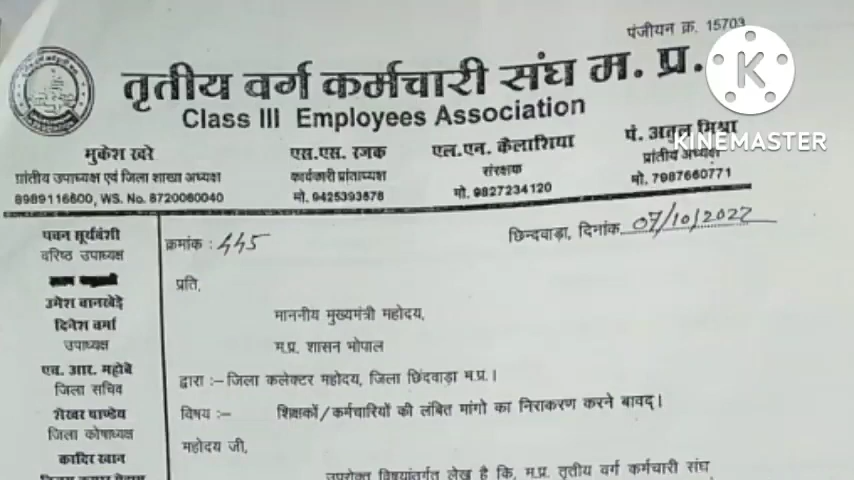 पंजीयन क्र. 15703
तृतीय वर्ग कर्मचारी संघ म. प्र.
Class III Employees Association
KINEMASTER
मुकेश खरे
प्रांतीय उपाध्यक्ष एवं जिला शाखा अध्यक्ष
8989116600, WS. No. 8720060040
एस.एस. रजक
कार्यकारी प्रांताध्यक्ष
मो. 9425393578
एल.एन. कैलाशिया
संरक्षक
मो. 9827234120
पं. अतुल मिश्रा
प्रांतीय अध्यक्ष
मो. 7987660771
पवन सूर्यवंशी
वरिष्ठ उपाध्यक्ष
उमेश वानखेड़े
दिनेश वर्मा
उपाध्यक्ष
एच. आर. महोबे
जिला सचिव
शेखर पाण्डेय
जिला कोषाध्यक्ष
कादिर खान
क्रमांक : 445
छिन्दवाड़ा, दिनांक 07/10/2022
प्रति,
माननीय मुख्यमंत्री महोदय,
म.प्र. शासन भोपाल
द्वारा :- जिला कलेक्टर महोदय, जिला छिंदवाड़ा म.प्र.।
विषय :- शिक्षकों/कर्मचारियों की लंबित मांगो का निराकरण करने बावद्।
महोदय जी,
उपरोक्त विषयांतर्गत लेख है कि, म.प्र. तृतीय वर्ग कर्मचारी संघ